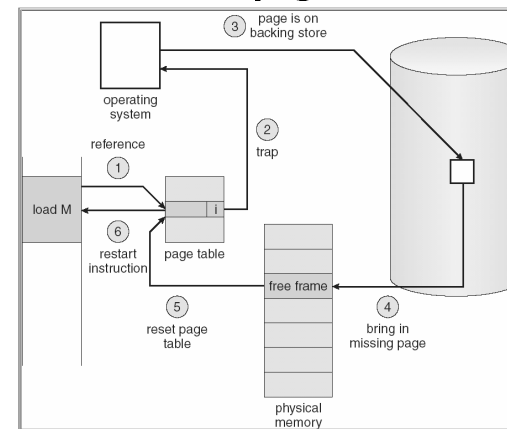 3
page is on
backing store
operating
system
2
trap
reference
1
load M
i
6
restart
instruction
page table
free frame
5
reset page
table
4
bring in
missing page
physical
memory